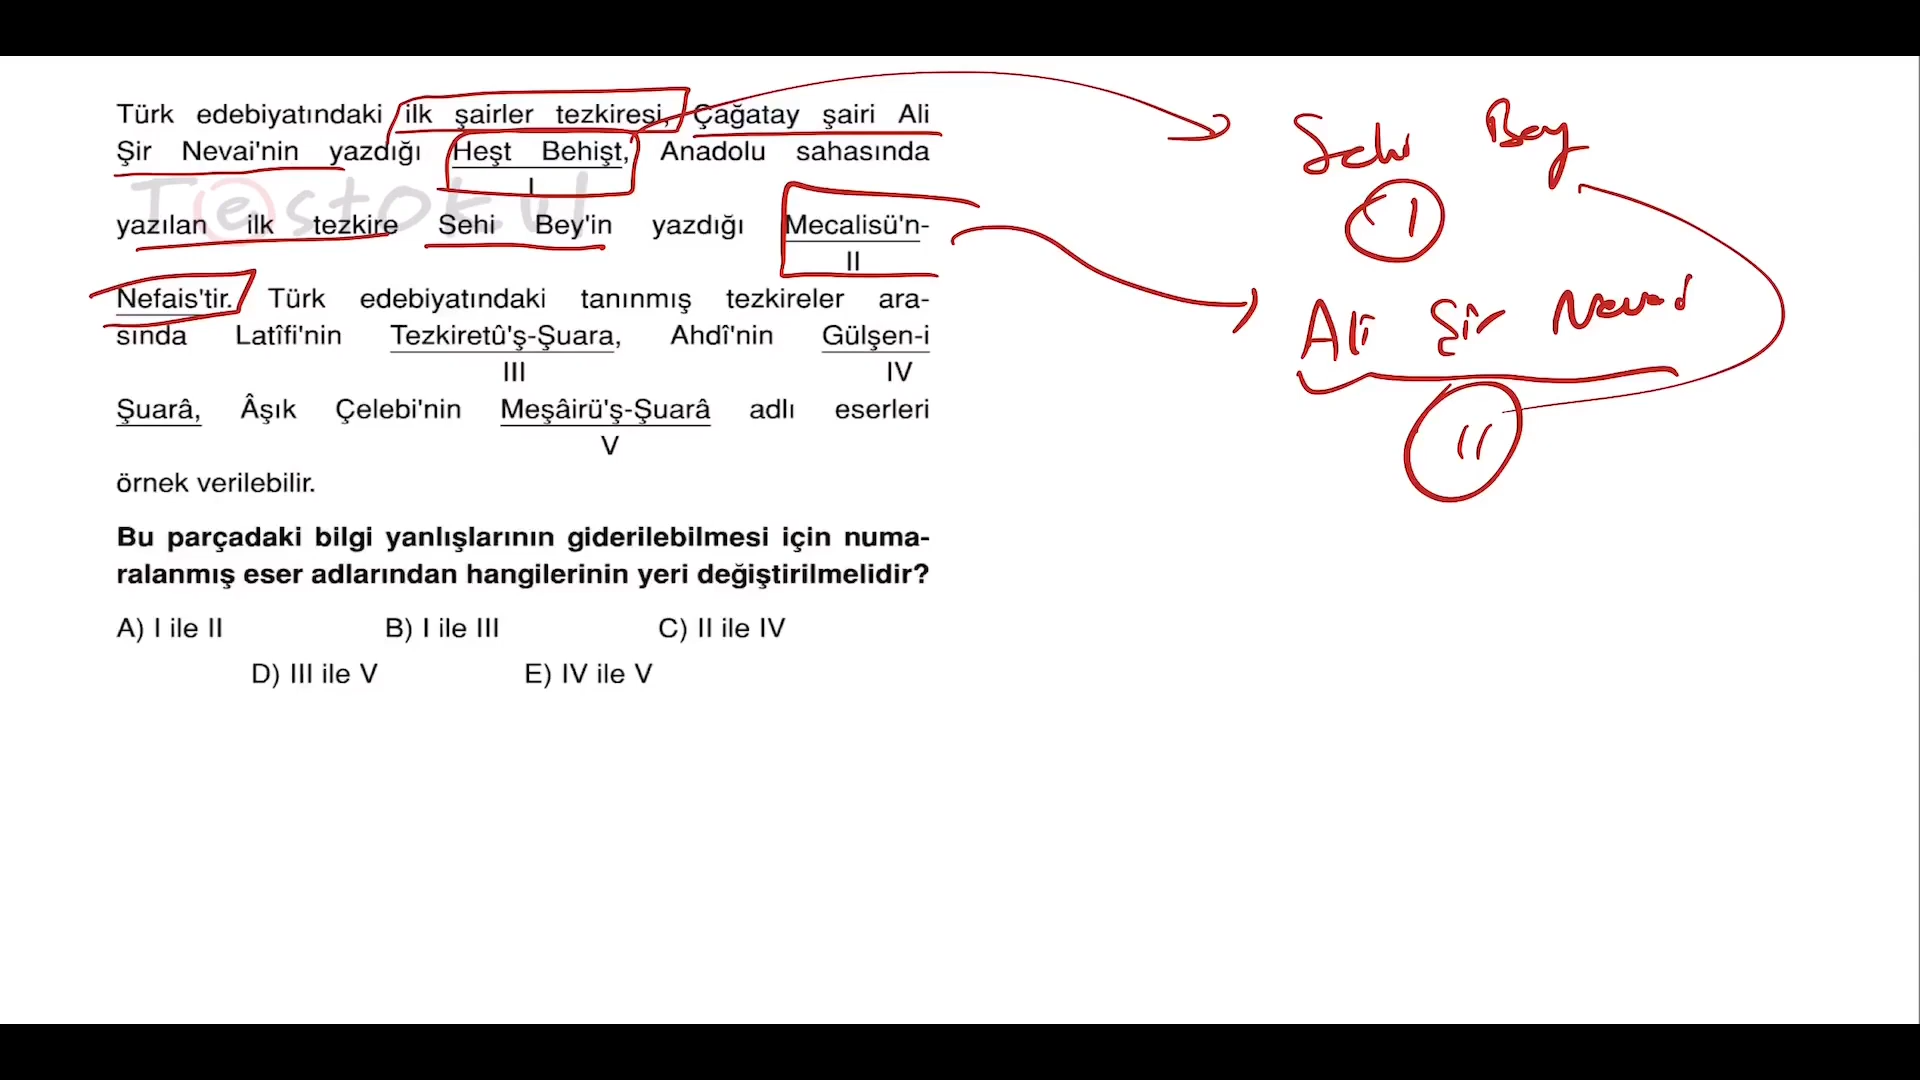 Türk edebiyatındaki ilk şairler tezkiresi, Çağatay şairi Ali
Şir Nevai'nin yazdığı Heşt Behişt, Anadolu sahasında
I
T@stOkul
yazılan ilk tezkire Sehi Bey'in yazdığı Mecalisü'n-
II
Nefais'tir. Türk edebiyatındaki tanınmış tezkireler ara-
sında Latîfi'nin Tezkiretû'ş-Şuara, Ahdî'nin Gülşen-i
III IV
Şuarâ, Âşık Çelebi'nin Meşâirü'ş-Şuarâ adlı eserleri
V
örnek verilebilir.
Bu parçadaki bilgi yanlışlarının giderilebilmesi için numa-
ralanmış eser adlarından hangilerinin yeri değiştirilmelidir?
A) I ile II B) I ile III C) II ile IV
D) III ile V E) IV ile V
Sehi Bey
I
Ali Şir Nevai
II